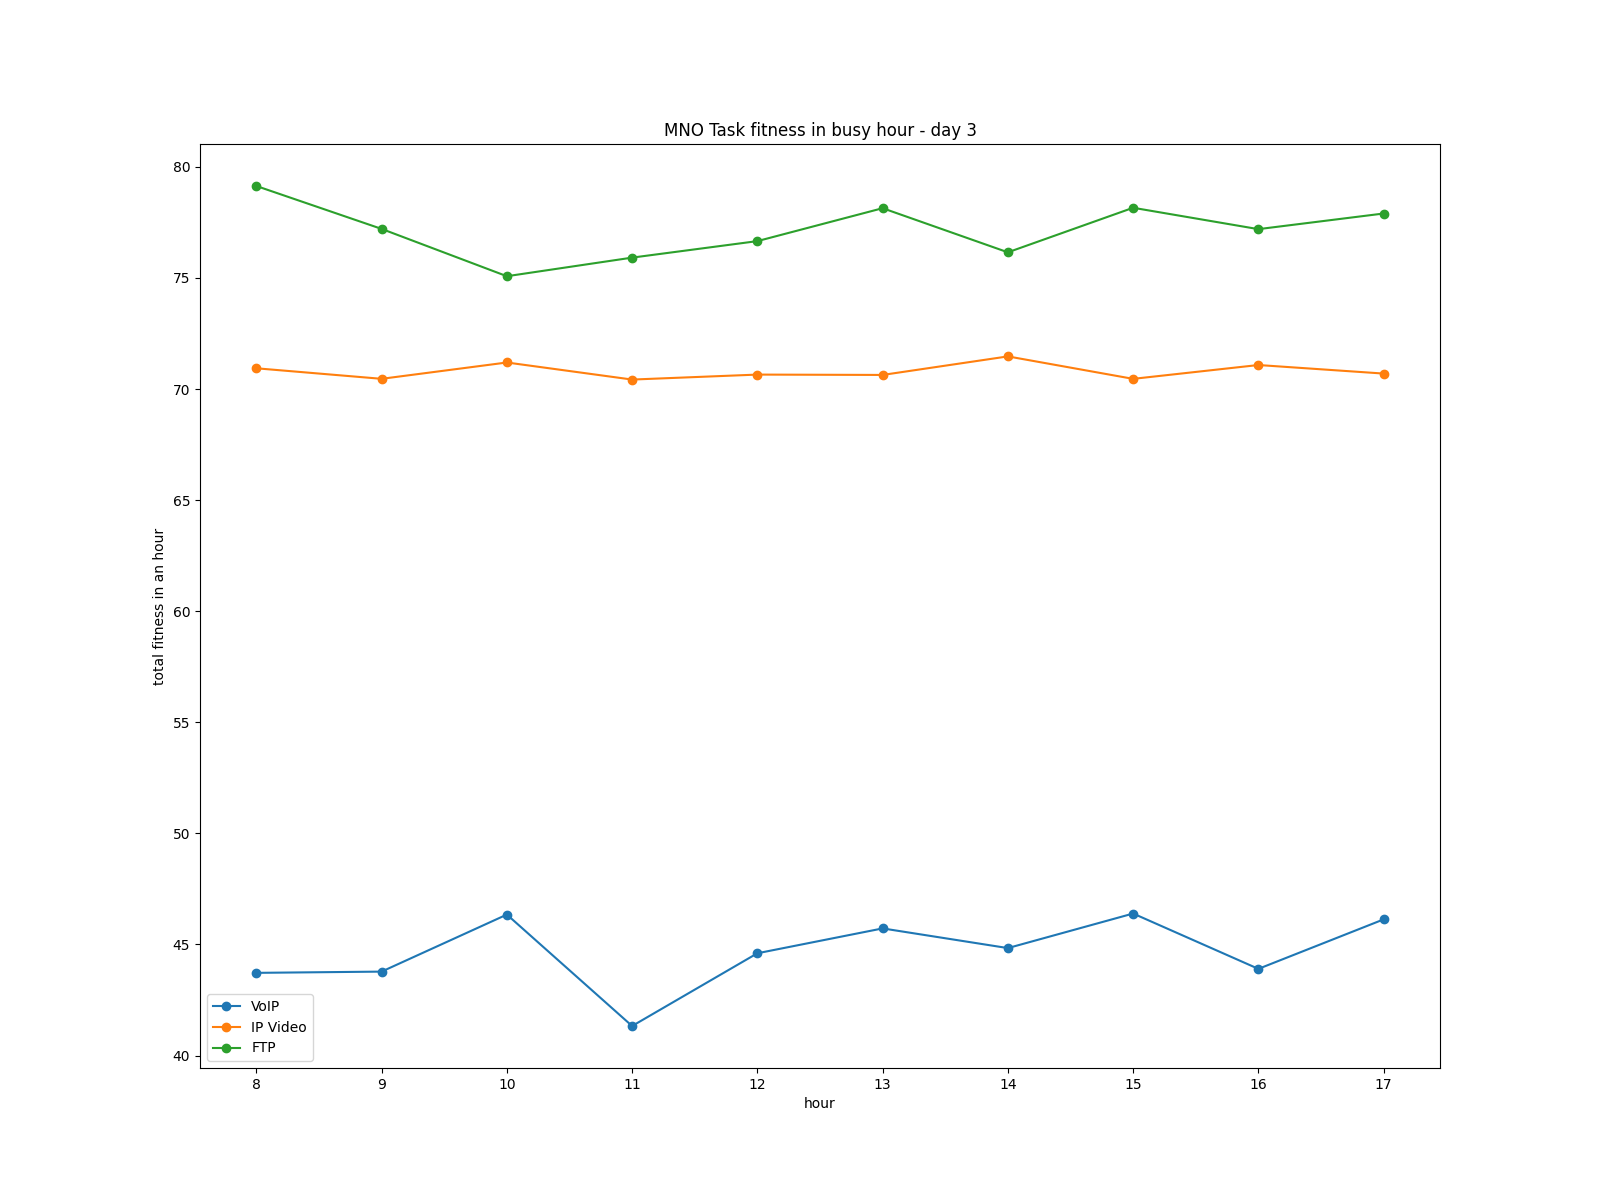 MNO Task fitness in busy hour - day 3
80
75
70
65
60
55
50
45
40
total fitness in an hour
VoIP
IP Video
FTP
8 9 10 11 12 13 14 15 16 17
hour